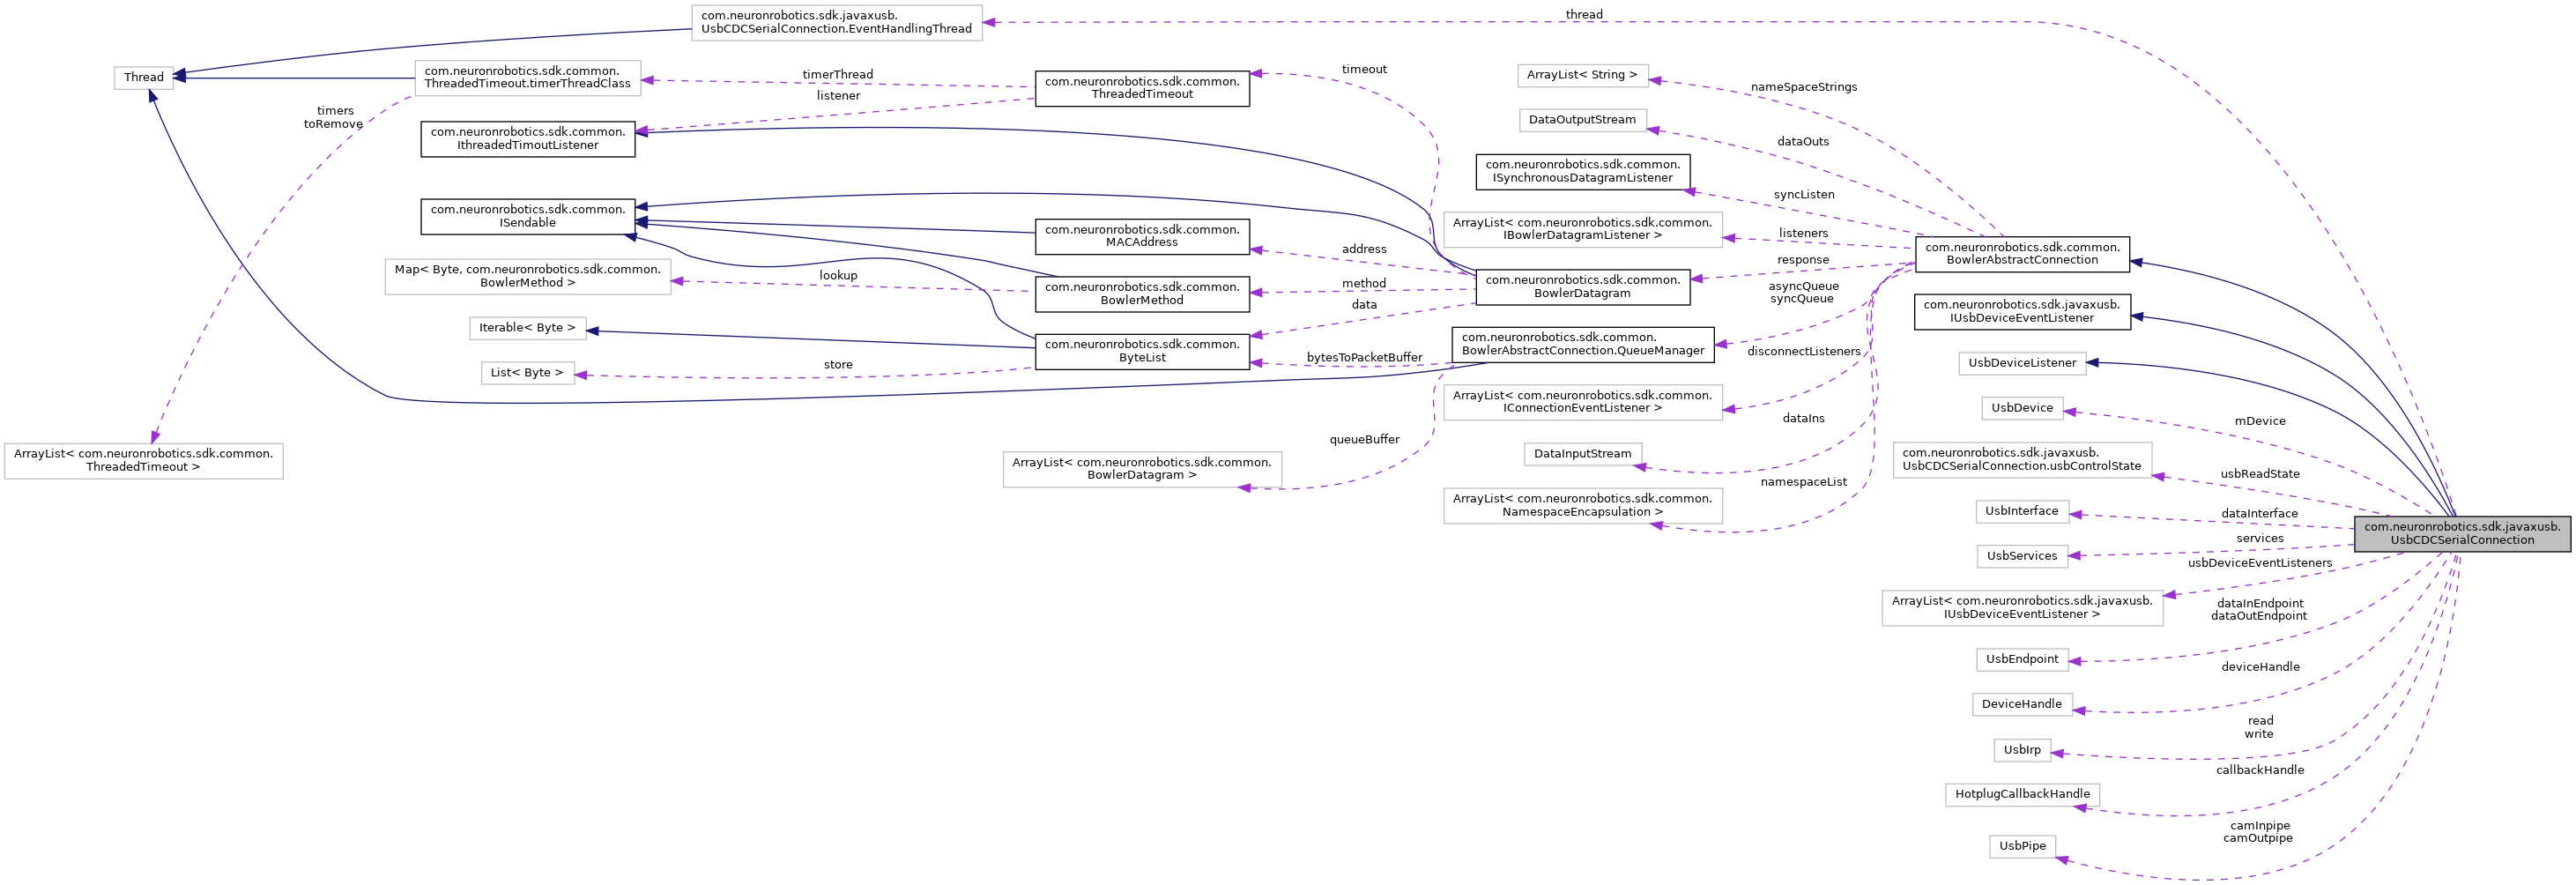 com.neuronrobotics.sdk.javaxusb.
UsbCDCSerialConnection.EventHandlingThread
thread
Thread
com.neuronrobotics.sdk.common.
ThreadedTimeout.timerThreadClass
timerThread
listener
com.neuronrobotics.sdk.common.
ThreadedTimeout
timeout
timers
toRemove
com.neuronrobotics.sdk.common.
IthreadedTimoutListener
com.neuronrobotics.sdk.common.
ISendable
com.neuronrobotics.sdk.common.
MACAddress
address
Map< Byte, com.neuronrobotics.sdk.common.
BowlerMethod >
lookup
com.neuronrobotics.sdk.common.
BowlerMethod
method
data
Iterable< Byte >
com.neuronrobotics.sdk.common.
ByteList
bytesToPacketBuffer
List< Byte >
store
queueBuffer
ArrayList< com.neuronrobotics.sdk.common.
ThreadedTimeout >
ArrayList< com.neuronrobotics.sdk.common.
BowlerDatagram >
ArrayList< String >
nameSpaceStrings
DataOutputStream
dataOuts
com.neuronrobotics.sdk.common.
ISynchronousDatagramListener
syncListen
ArrayList< com.neuronrobotics.sdk.common.
IBowlerDatagramListener >
listeners
com.neuronrobotics.sdk.common.
BowlerDatagram
response
asyncQueue
syncQueue
com.neuronrobotics.sdk.common.
BowlerAbstractConnection.QueueManager
disconnectListeners
ArrayList< com.neuronrobotics.sdk.common.
IConnectionEventListener >
dataIns
DataInputStream
namespaceList
ArrayList< com.neuronrobotics.sdk.common.
NamespaceEncapsulation >
com.neuronrobotics.sdk.common.
BowlerAbstractConnection
com.neuronrobotics.sdk.javaxusb.
IUsbDeviceEventListener
UsbDeviceListener
UsbDevice
mDevice
com.neuronrobotics.sdk.javaxusb.
UsbCDCSerialConnection.usbControlState
usbReadState
UsbInterface
dataInterface
UsbServices
services
usbDeviceEventListeners
ArrayList< com.neuronrobotics.sdk.javaxusb.
IUsbDeviceEventListener >
dataInEndpoint
dataOutEndpoint
UsbEndpoint
deviceHandle
DeviceHandle
read
write
UsbIrp
callbackHandle
HotplugCallbackHandle
camInpipe
camOutpipe
UsbPipe
com.neuronrobotics.sdk.javaxusb.
UsbCDCSerialConnection